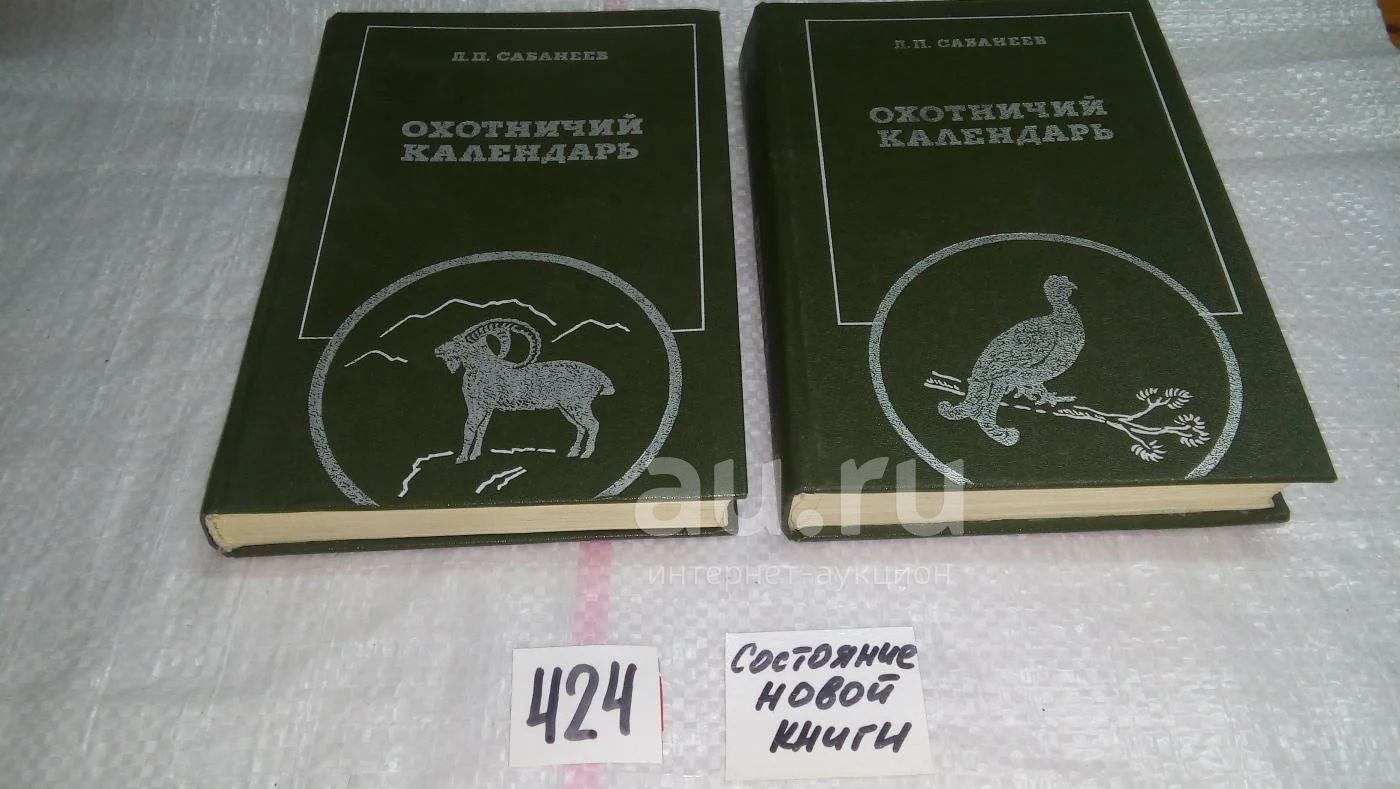 Л.П. САБАНЕЕВ
ОХОТНИЧИЙ
КАЛЕНДАРЬ
Л.П. САБАНЕЕВ
ОХОТНИЧИЙ
КАЛЕНДАРЬ
au.ru
интернет-аукцион
424
Состояние
новой
книги